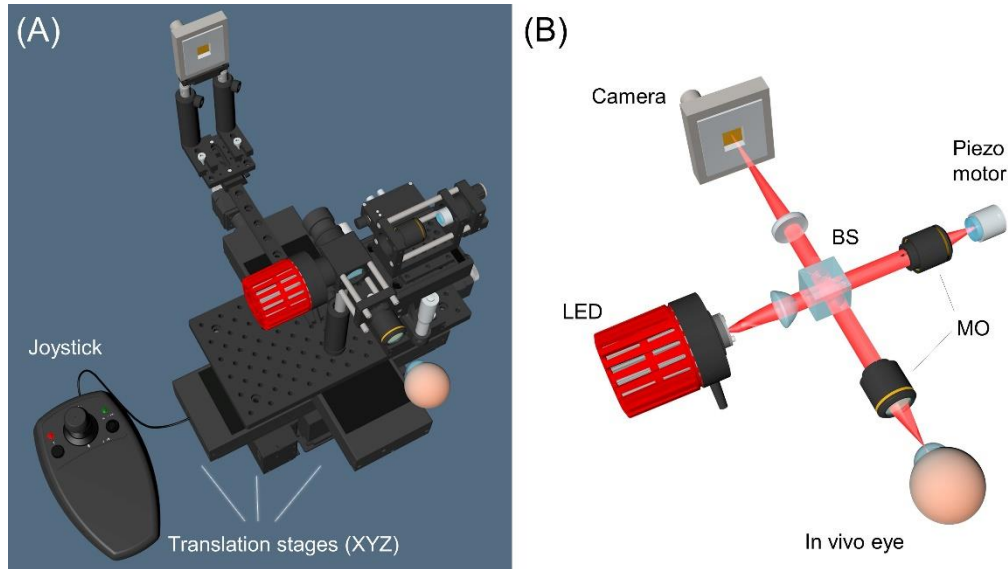 (A)
Joystick
Translation stages (XYZ)
(B)
Camera
Piezo
motor
BS
LED
MO
In vivo eye